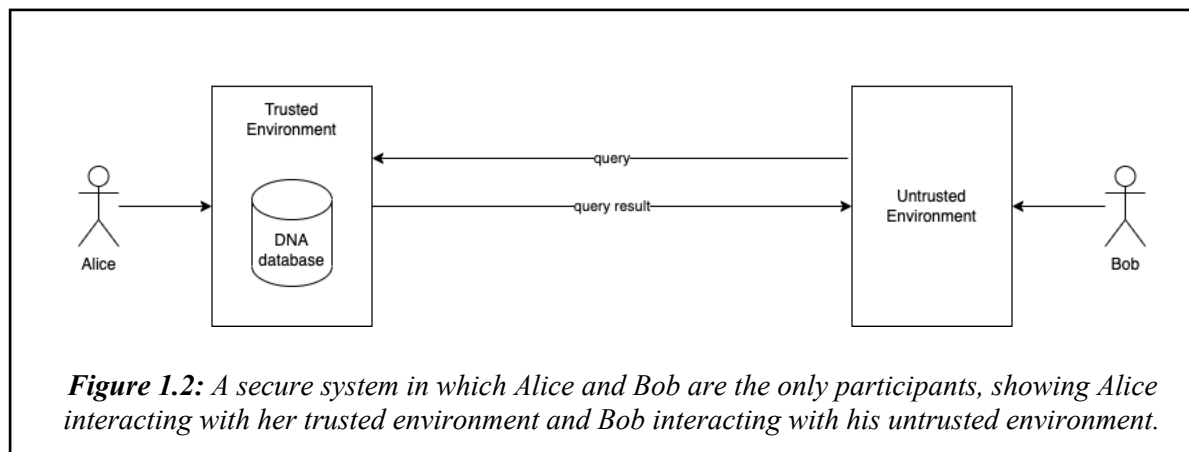 Trusted
Environment
query
query result
DNA
database
Alice
Untrusted
Environment
Bob
Figure 1.2: A secure system in which Alice and Bob are the only participants, showing Alice
interacting with her trusted environment and Bob interacting with his untrusted environment.